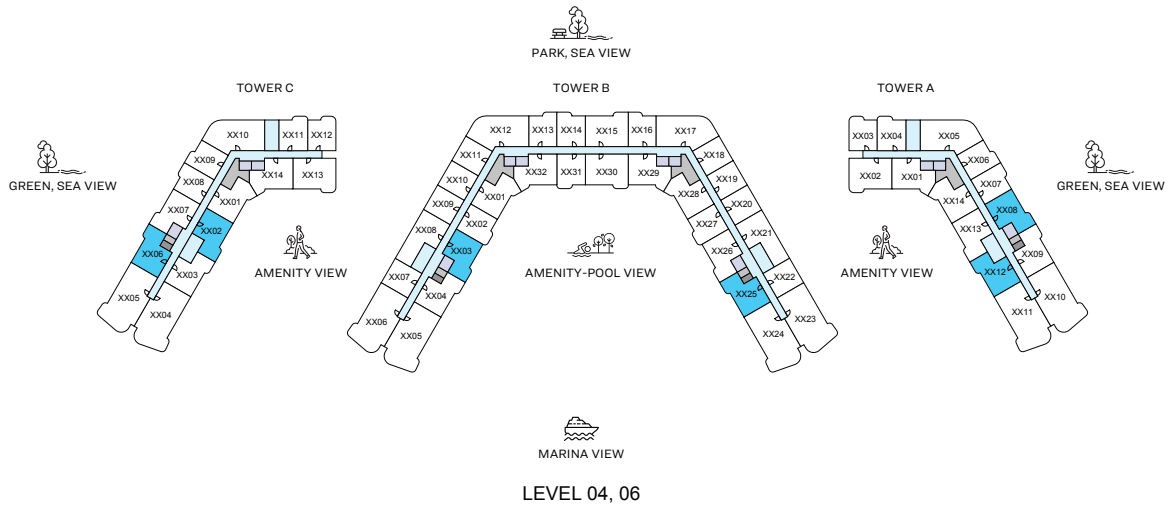 PARK, SEA VIEW
TOWER C
TOWER B
TOWER A
GREEN, SEA VIEW
XX10
XX11
XX12
XX09
XX08
XX07
XX06
XX05
XX04
XX03
XX02
XX01
XX14
XX13
AMENITY VIEW
XX12
XX13
XX14
XX15
XX16
XX17
XX11
XX10
XX09
XX08
XX07
XX06
XX05
XX04
XX03
XX02
XX01
XX32
XX31
XX30
XX29
XX28
XX27
XX26
XX25
XX24
XX23
XX22
XX21
XX20
XX19
XX18
AMENITY-POOL VIEW
XX03
XX04
XX05
XX02
XX01
XX06
XX07
XX08
XX14
XX13
XX12
XX09
XX10
XX11
AMENITY VIEW
GREEN, SEA VIEW
MARINA VIEW
LEVEL 04, 06